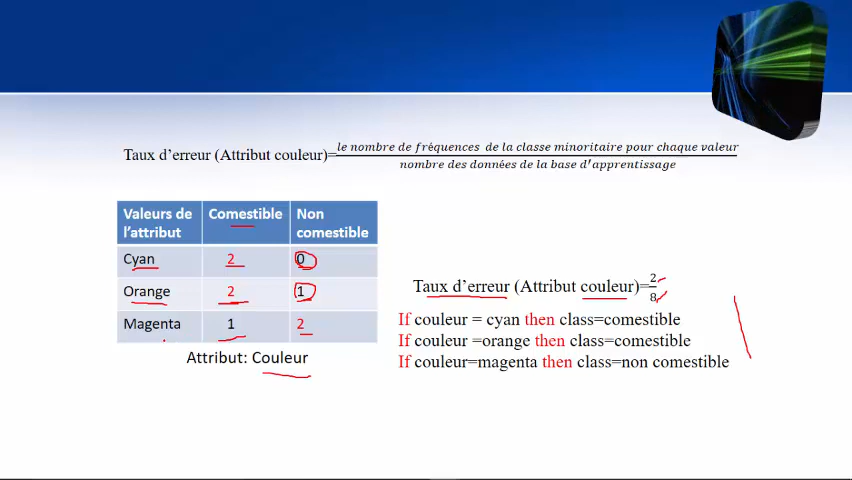 Taux d'erreur (Attribut couleur)=
le nombre de fréquences de la classe minoritaire pour chaque valeur
nombre des données de la base d'apprentissage
Valeurs de l'attribut Comestible Non comestible
Cyan 2 0
Orange 2 1
Magenta 1 2
Attribut: Couleur
Taux d'erreur (Attribut couleur)=2/8
If couleur = cyan then class=comestible
If couleur =orange then class=comestible
If couleur=magenta then class=non comestible